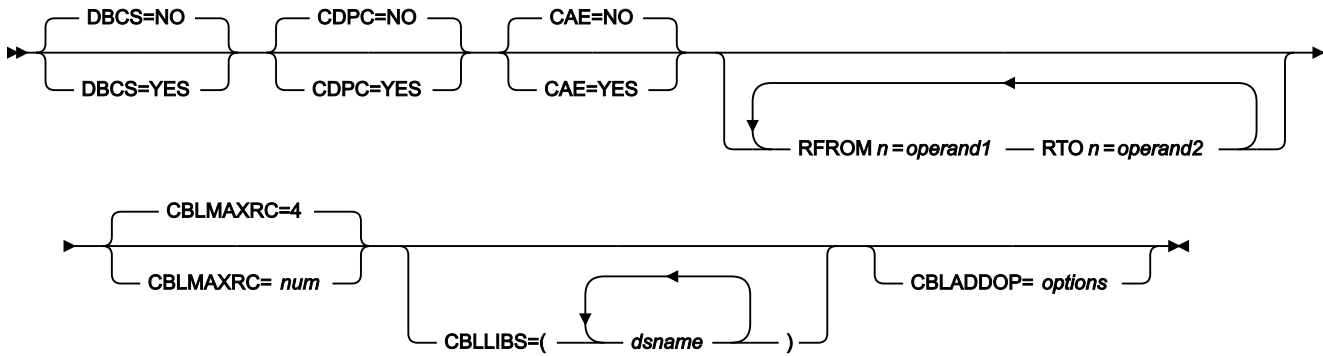 DBCS=NO CDPC=NO CAE=NO
DBCS=YES CDPC=YES CAE=YES
RFROM n=operand1 RTO n=operand2
CBLMAXRC=4
CBLMAXRC= num CBLADDOP= options
CBLLIBS=( dsname )